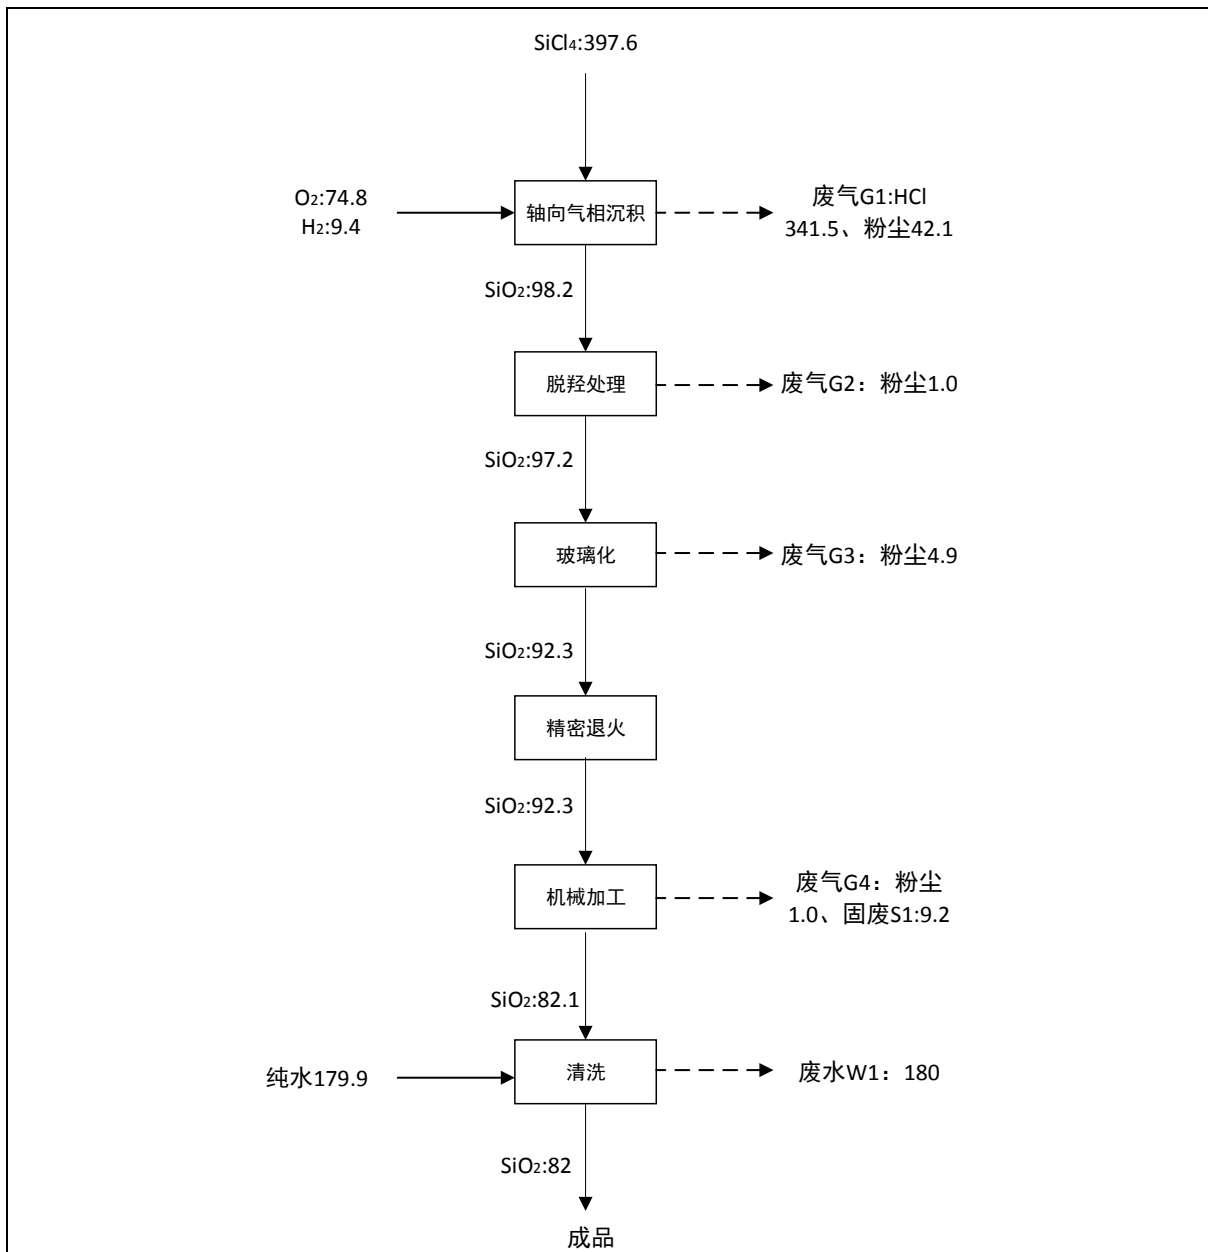 SiCl₄:397.6
O₂:74.8
H₂:9.4
轴向气相沉积
废气G1:HCl
341.5、粉尘42.1
SiO₂:98.2
脱羟处理
废气G2：粉尘1.0
SiO₂:97.2
玻璃化
废气G3：粉尘4.9
SiO₂:92.3
精密退火
SiO₂:92.3
机械加工
废气G4：粉尘
1.0、固废S1:9.2
SiO₂:82.1
纯水179.9
清洗
废水W1：180
SiO₂:82
成品